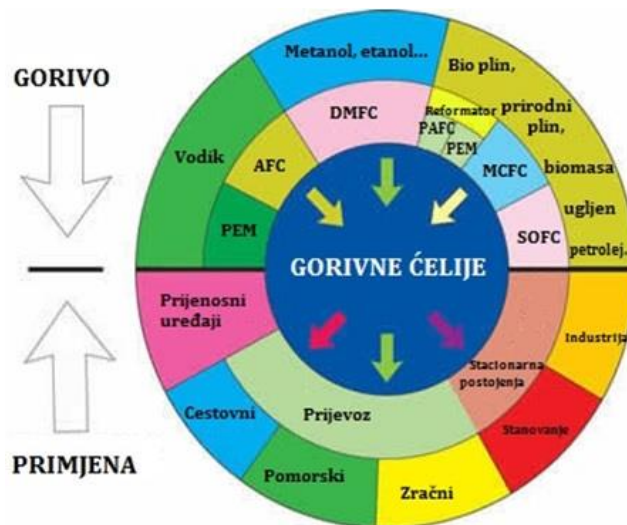 GORIVO
Metanol, etanol...
Bio plin,
prirodni
plin,
biomasa
ugljen
petrolej..
Vodik
DMFC
Reformator
PAFC
PEM
AFC
MCFC
PEM
SOFC
GORIVNE ĆELIJE
PRIMJENA
Prijenosni
uređaji
Prijevoz
Stacionarna
postojenja
Industrija
Cestovni
Stanovanje
Pomorski
Zračni